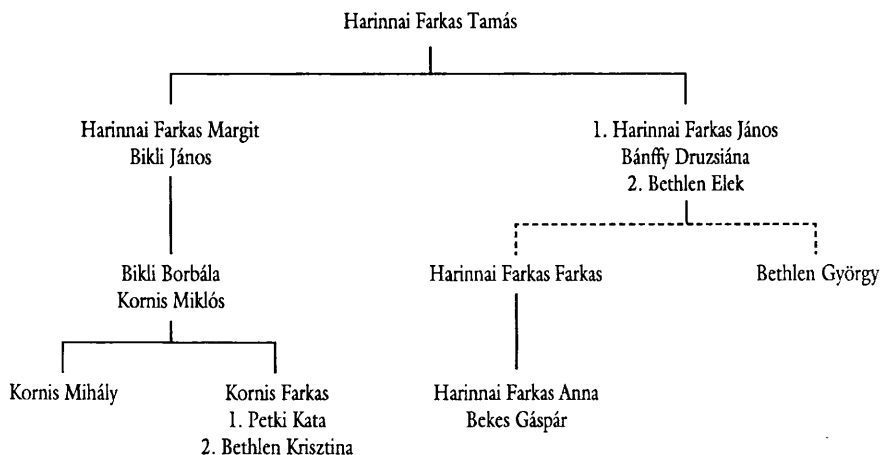 Harinnai Farkas Tamás
Harinnai Farkas Margit
Bikli János
1. Harinnai Farkas János
Bánffy Druzsiána
2. Bethlen Elek
Bikli Borbála
Kornis Miklós
Harinnai Farkas Farkas
Bethlen György
Kornis Mihály
Kornis Farkas
1. Petki Kata
2. Bethlen Krisztina
Harinnai Farkas Anna
Bekes Gáspár